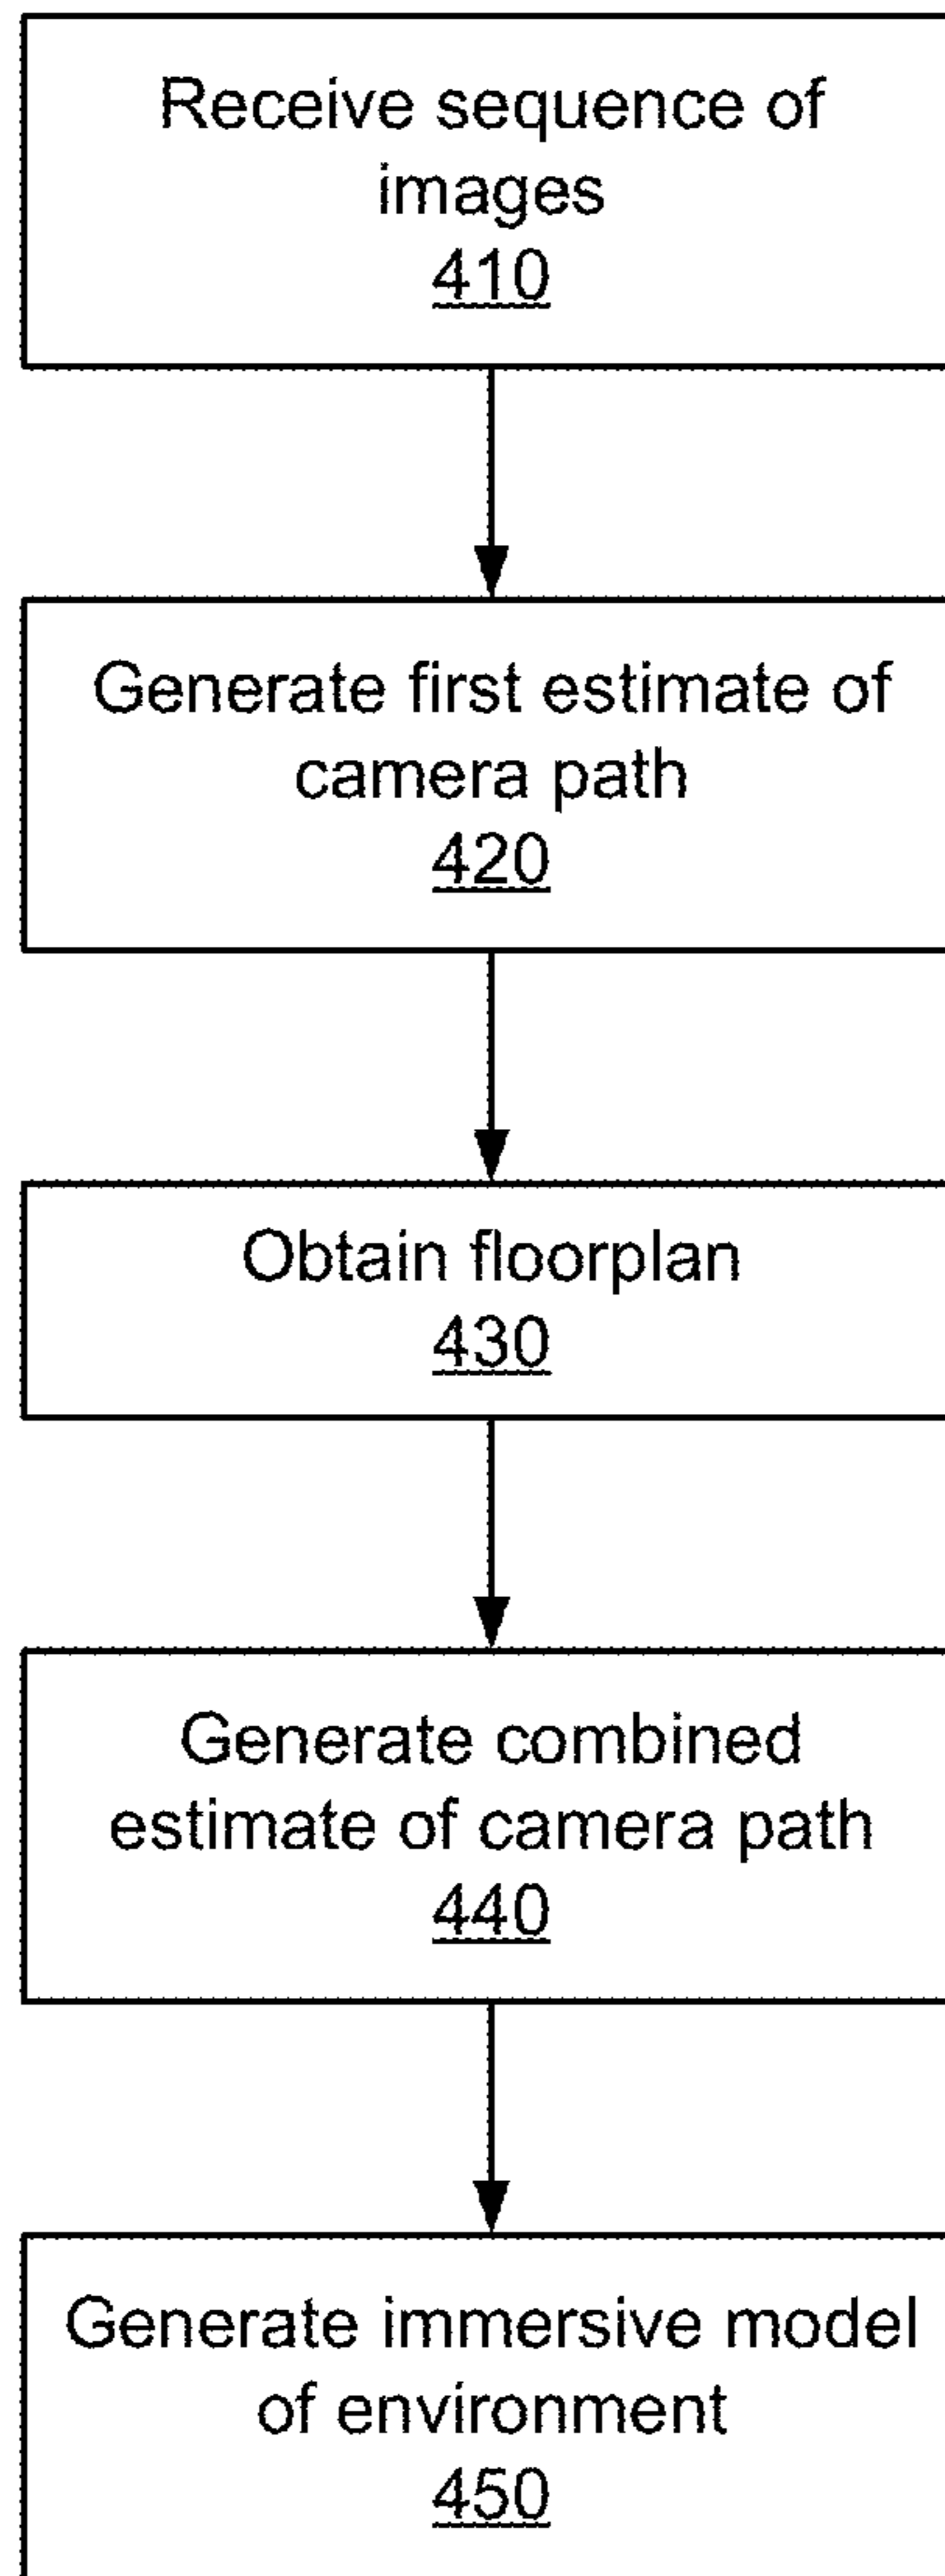 Receive sequence of
images
410
Generate first estimate of
camera path
420
Obtain floorplan
430
Generate combined
estimate of camera path
440
Generate immersive model
of environment
450